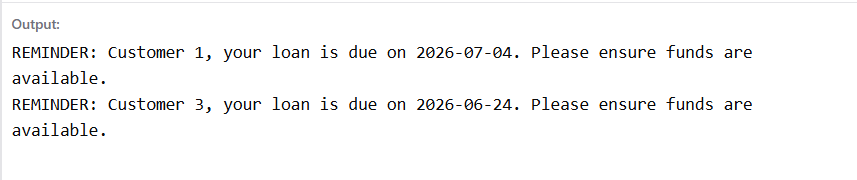 Output:
REMINDER: Customer 1, your loan is due on 2026-07-04. Please ensure funds are
available.
REMINDER: Customer 3, your loan is due on 2026-06-24. Please ensure funds are
available.